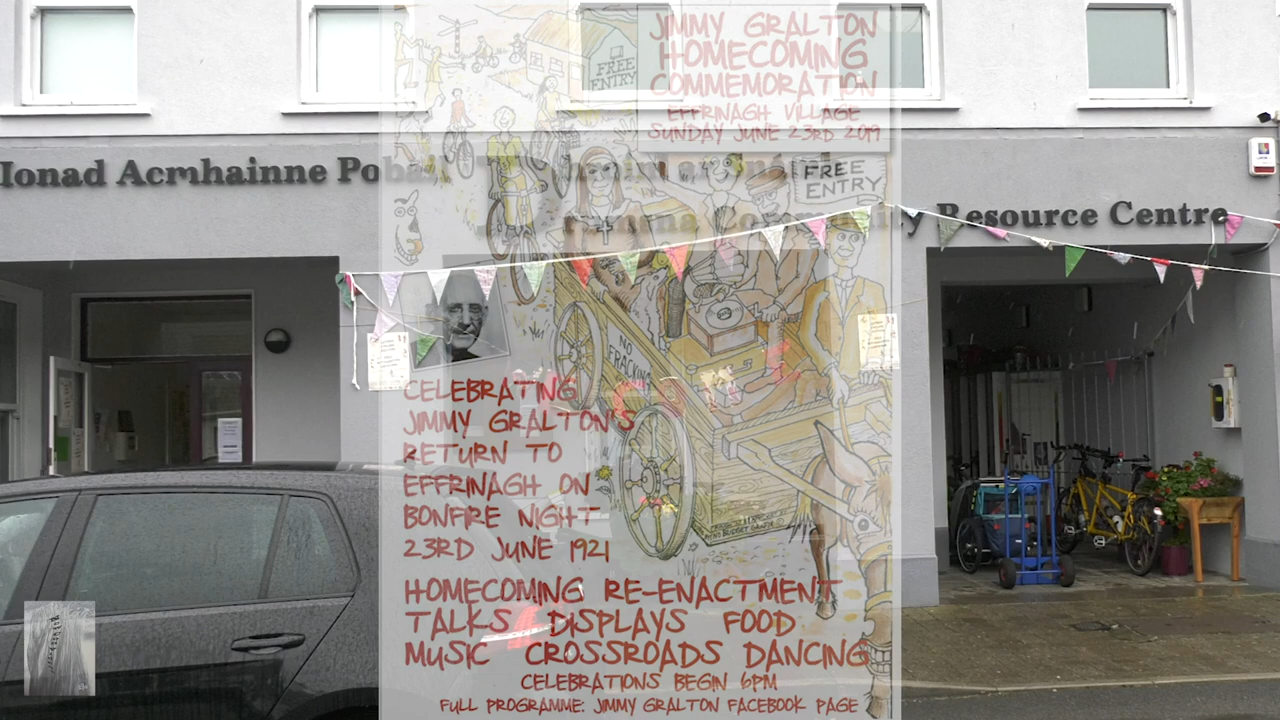 JIMMY GRALTON
HOMECOMING
COMMEMORATION
EFFRINAGH VILLAGE
SUNDAY JUNE 23RD 2019
FREE
ENTRY
Ionad Acmhainne Pobail
FREE
ENTRY
Community Resource Centre
NO
FRACKING
CELEBRATING
JIMMY GRALTON'S
RETURN TO
EFFRINAGH ON
BONFIRE NIGHT
23RD JUNE 1921
HOMECOMING RE-ENACTMENT
TALKS DISPLAYS FOOD
MUSIC CROSSROADS DANCING
CELEBRATIONS BEGIN 6PM
FULL PROGRAMME: JIMMY GRALTON FACEBOOK PAGE